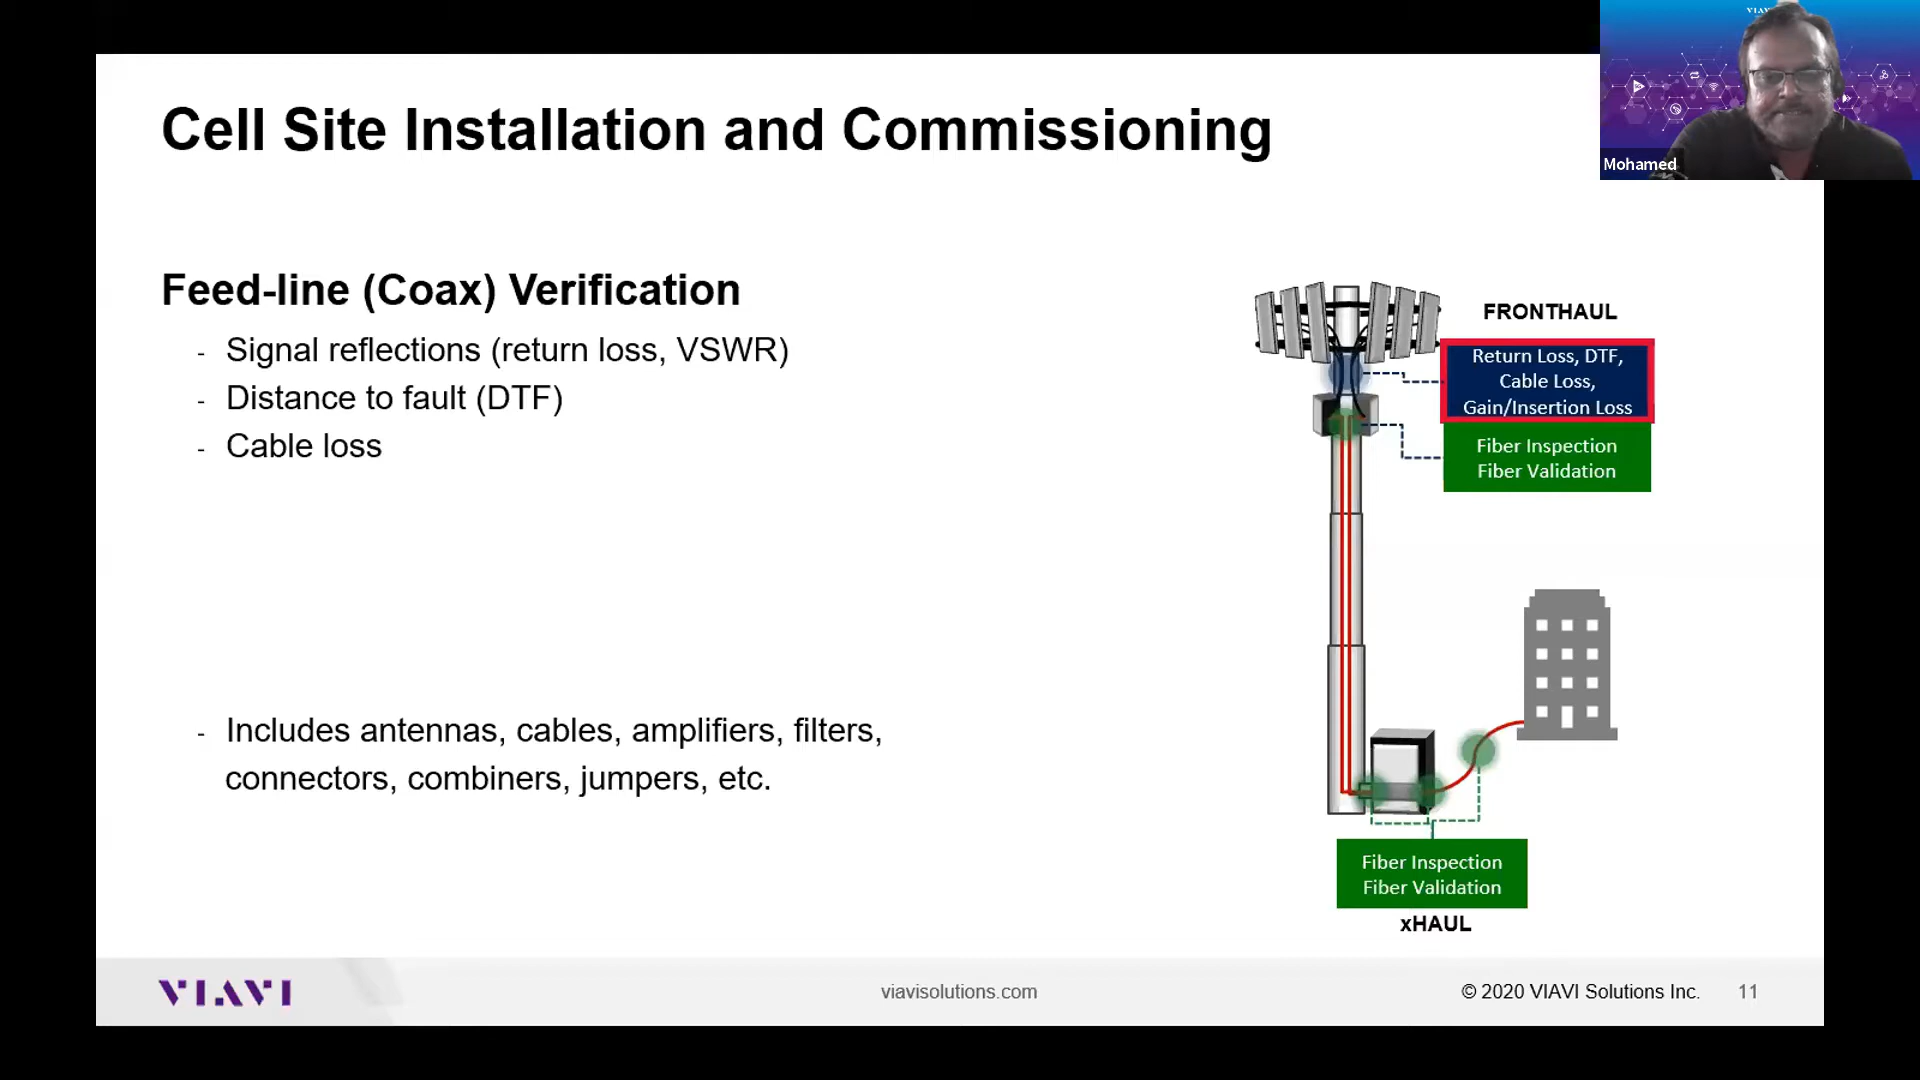 Cell Site Installation and Commissioning
VIAVI
Mohamed
Feed-line (Coax) Verification
- Signal reflections (return loss, VSWR)
- Distance to fault (DTF)
- Cable loss
- Includes antennas, cables, amplifiers, filters,
connectors, combiners, jumpers, etc.
FRONTHAUL
Return Loss, DTF,
Cable Loss,
Gain/Insertion Loss
Fiber Inspection
Fiber Validation
Fiber Inspection
Fiber Validation
xHAUL
VIAVI
viavisolutions.com
© 2020 VIAVI Solutions Inc.
11